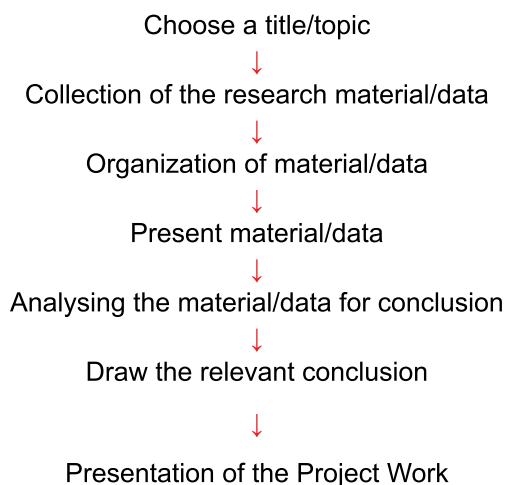 Choose a title/topic
↓
Collection of the research material/data
↓
Organization of material/data
↓
Present material/data
↓
Analysing the material/data for conclusion
↓
Draw the relevant conclusion
↓
Presentation of the Project Work